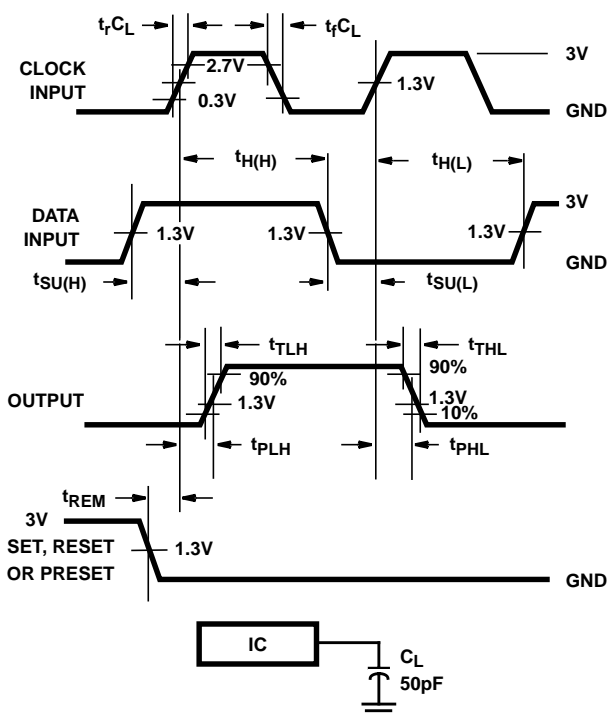 trCL
tfCL
CLOCK
INPUT
2.7V
0.3V
1.3V
3V
GND
tH(H)
tH(L)
DATA
INPUT
1.3V
1.3V
1.3V
3V
GND
tSU(H)
tSU(L)
tTLH
tTHL
90%
90%
OUTPUT
1.3V
1.3V
10%
tPLH
tPHL
tREM
3V
SET, RESET
OR PRESET
1.3V
GND
IC
CL
50pF